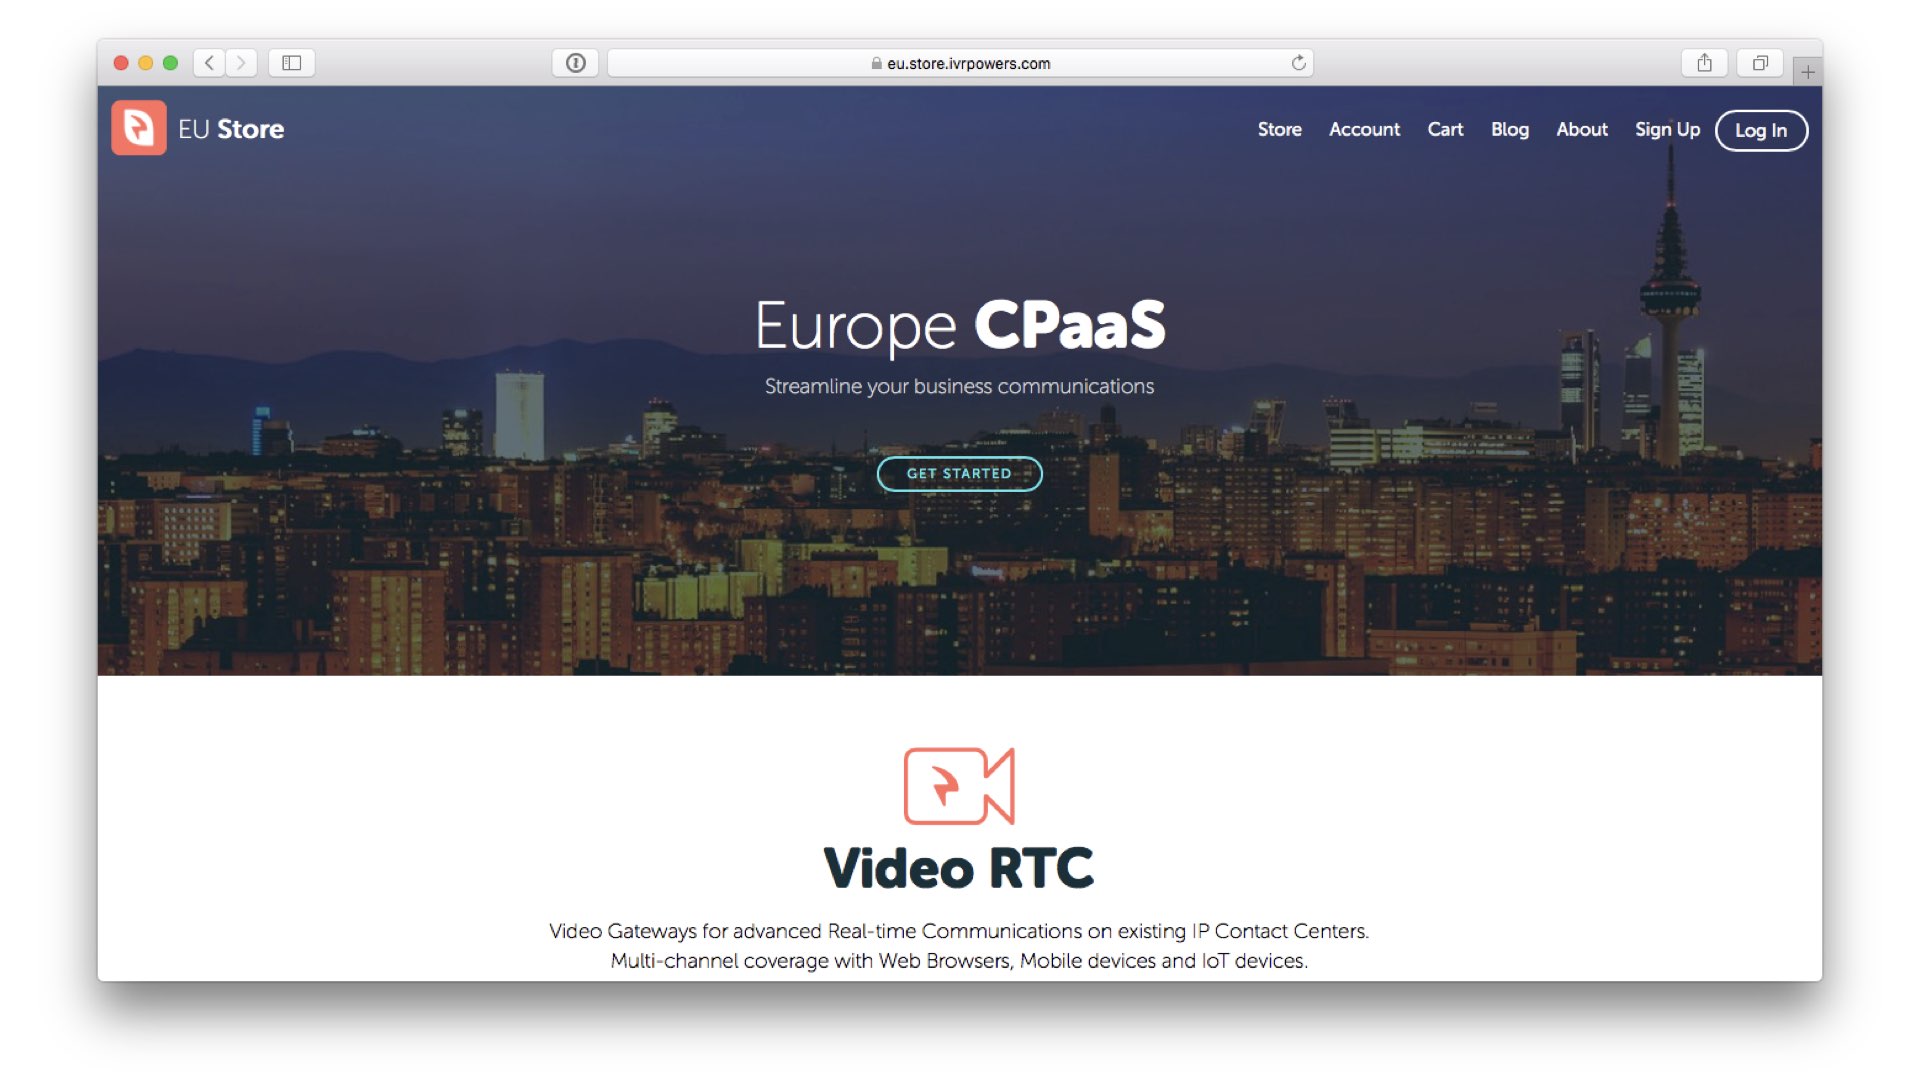 eu.store.ivrpowers.com
EU Store
Store Account Cart Blog About Sign Up Log In
Europe CPaaS
Streamline your business communications
GET STARTED
Video RTC
Video Gateways for advanced Real-time Communications on existing IP Contact Centers.
Multi-channel coverage with Web Browsers, Mobile devices and IoT devices.